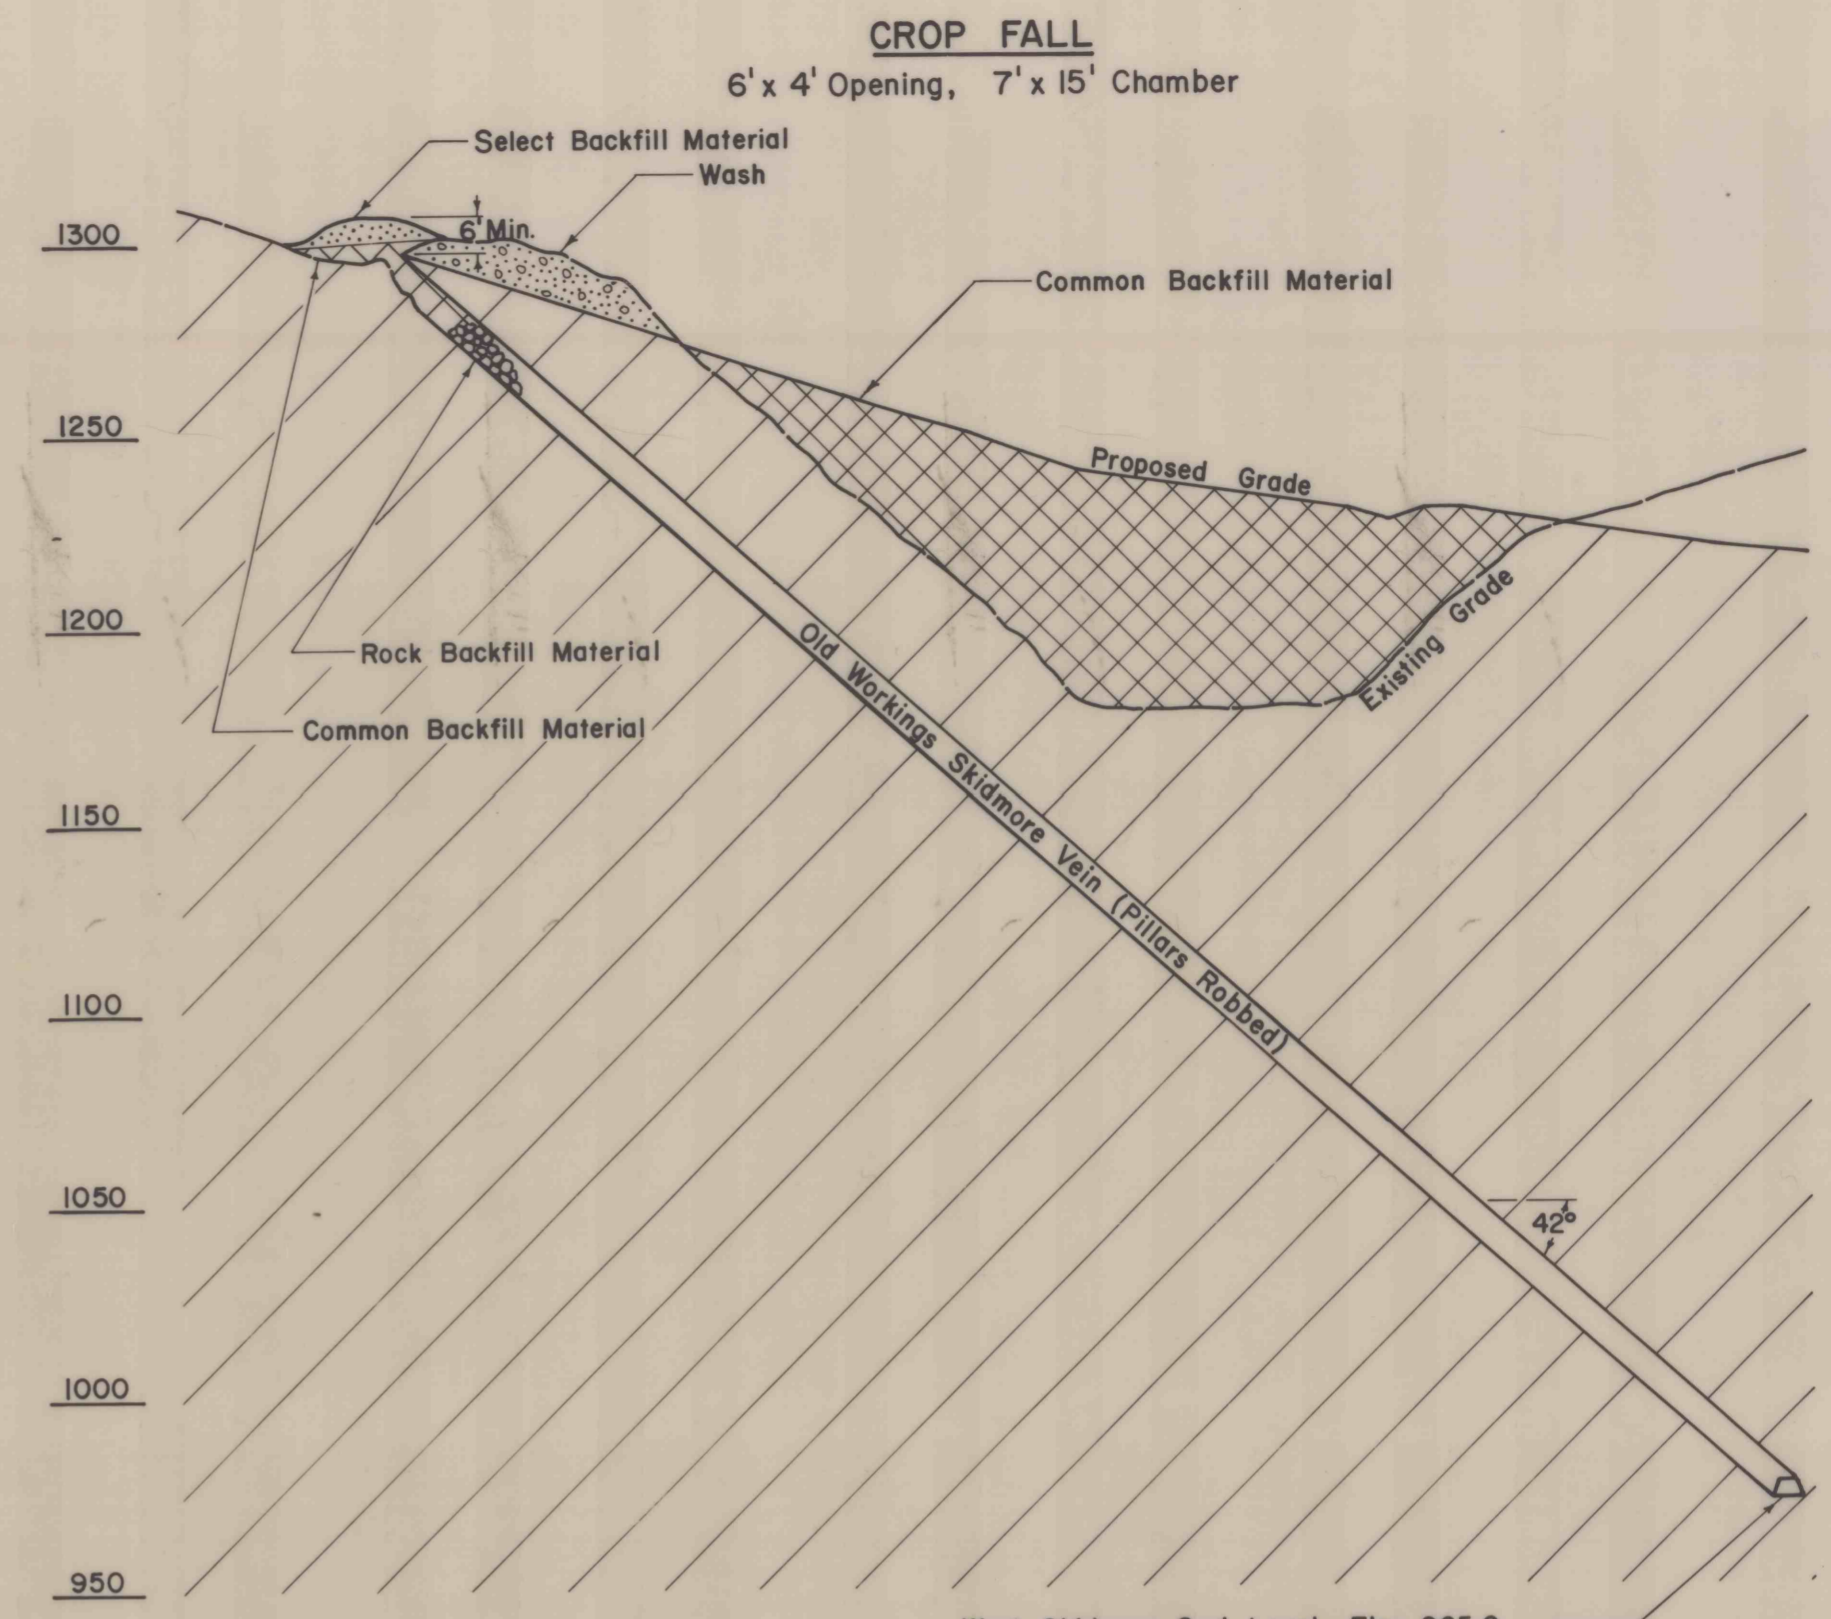 CROP FALL
6' x 4' Opening, 7' x 15' Chamber
Select Backfill Material
Wash
6' Min.
1300
Common Backfill Material
1250
Proposed Grade
1200
Existing Grade
Rock Backfill Material
Common Backfill Material
Old Workings Skidmore Vein (Pillars Robbed)
1150
1100
1050
42°
1000
950